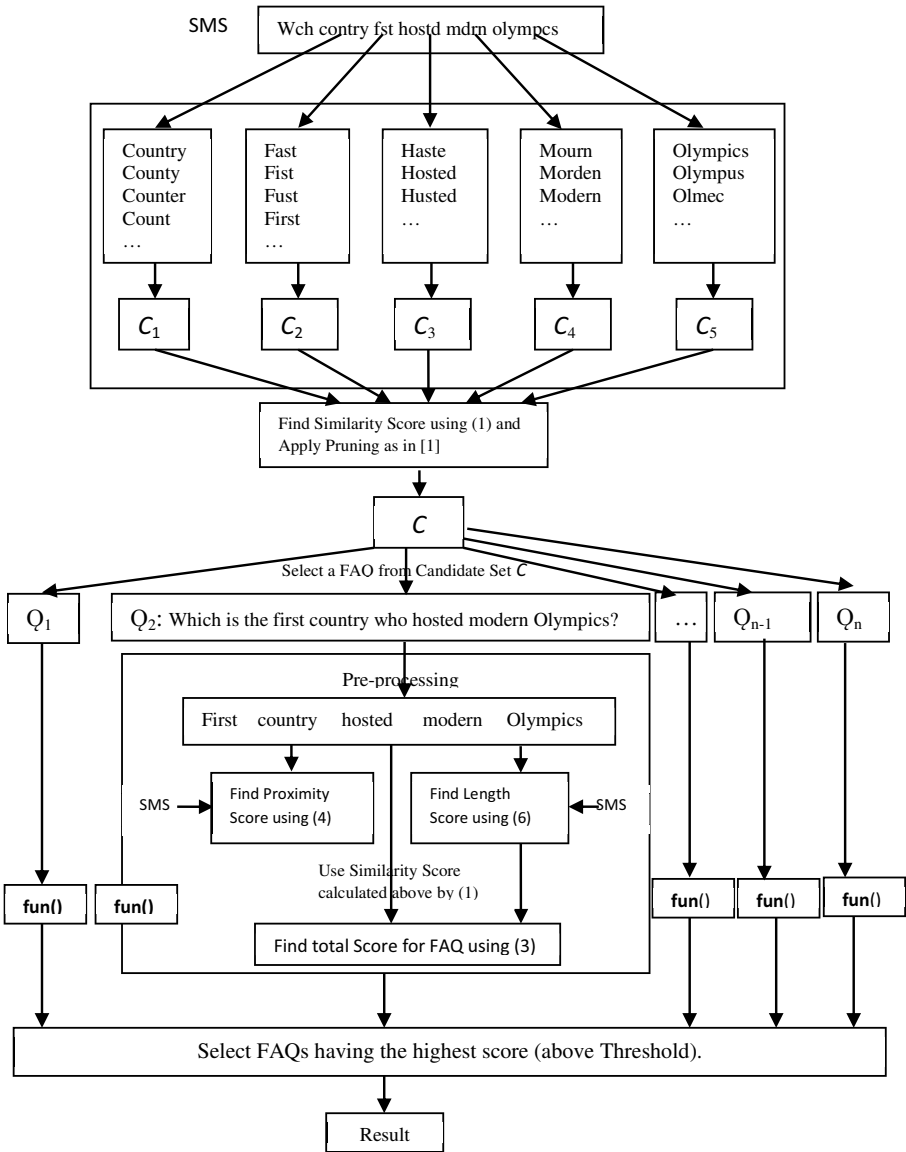 SMS
Wch contry fst hostd mdrn olympcs
Country
County
Counter
Count
…
Fast
Fist
Fust
First
…
Haste
Hosted
Husted
…
Mourn
Morden
Modern
…
Olympics
Olympus
Olmec
…
C1
C2
C3
C4
C5
Find Similarity Score using (1) and
Apply Pruning as in [1]
C
Select a FAQ from Candidate Set C
Q1
Q2: Which is the first country who hosted modern Olympics?
…
Qn-1
Qn
Pre-processing
First country hosted modern Olympics
SMS
Find Proximity
Score using (4)
Find Length
Score using (6)
SMS
Use Similarity Score
calculated above by (1)
fun()
fun()
fun()
fun()
fun()
Find total Score for FAQ using (3)
Select FAQs having the highest score (above Threshold).
Result